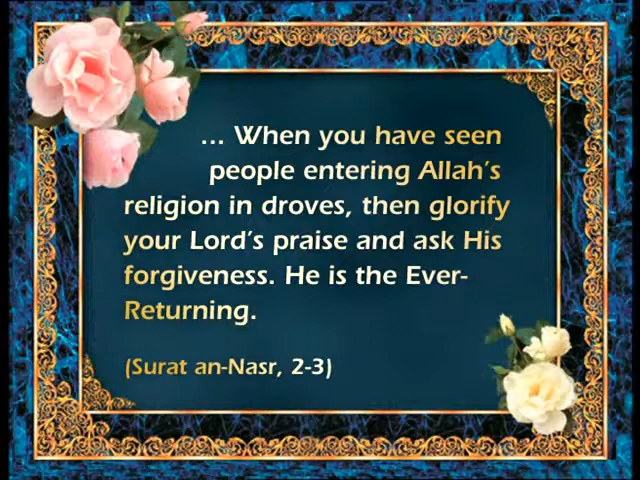 ... When you have seen
people entering Allah's
religion in droves, then glorify
your Lord's praise and ask His
forgiveness. He is the Ever-
Returning.
(Surat an-Nasr, 2-3)